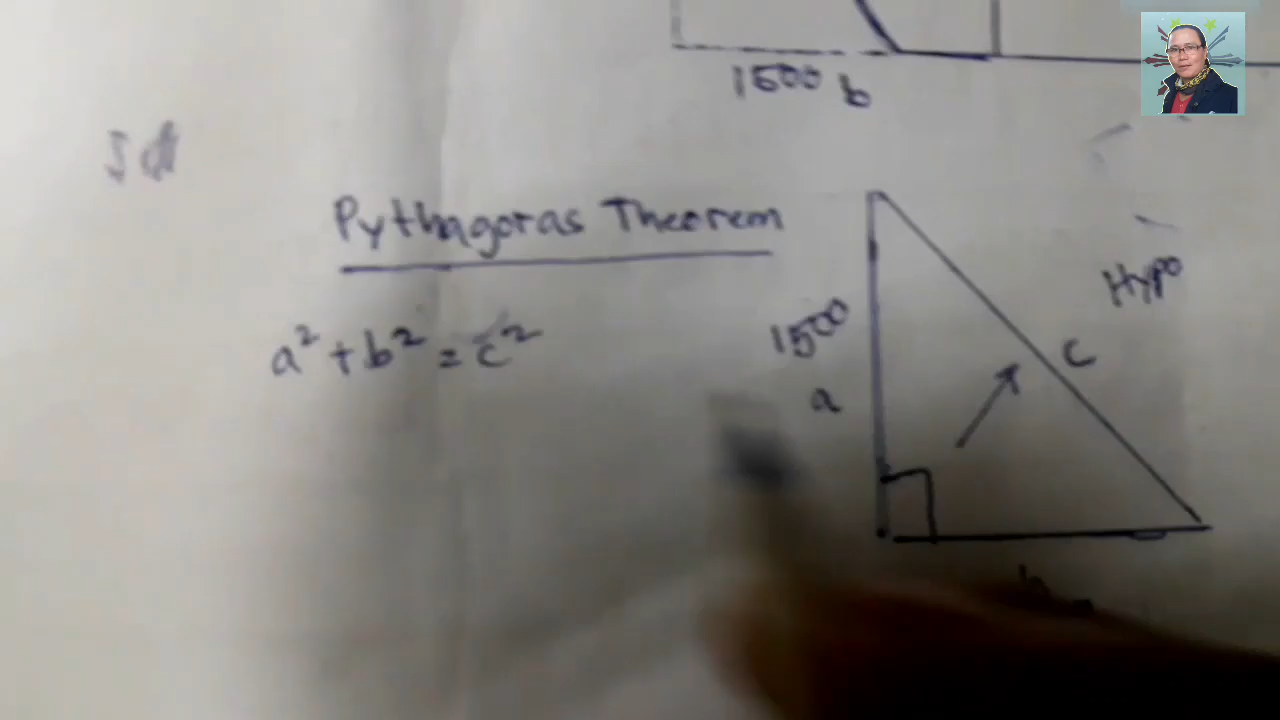 1500 b
Pythagoras Theorem
a² + b² = c²
1500
a
c
Hypo
b